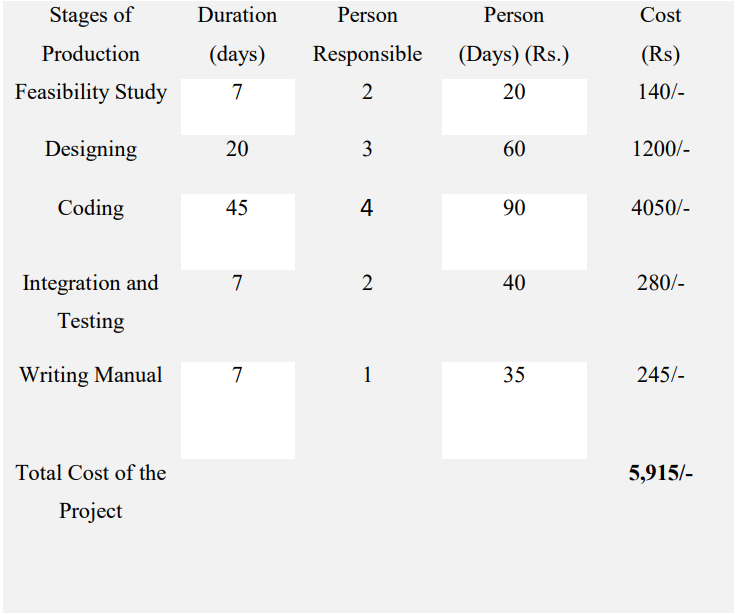 Stages of Production Duration (days) Person Responsible Person (Days) (Rs.) Cost (Rs)
Feasibility Study 7 2 20 140/-
Designing 20 3 60 1200/-
Coding 45 4 90 4050/-
Integration and Testing 7 2 40 280/-
Writing Manual 7 1 35 245/-
Total Cost of the Project 5,915/-